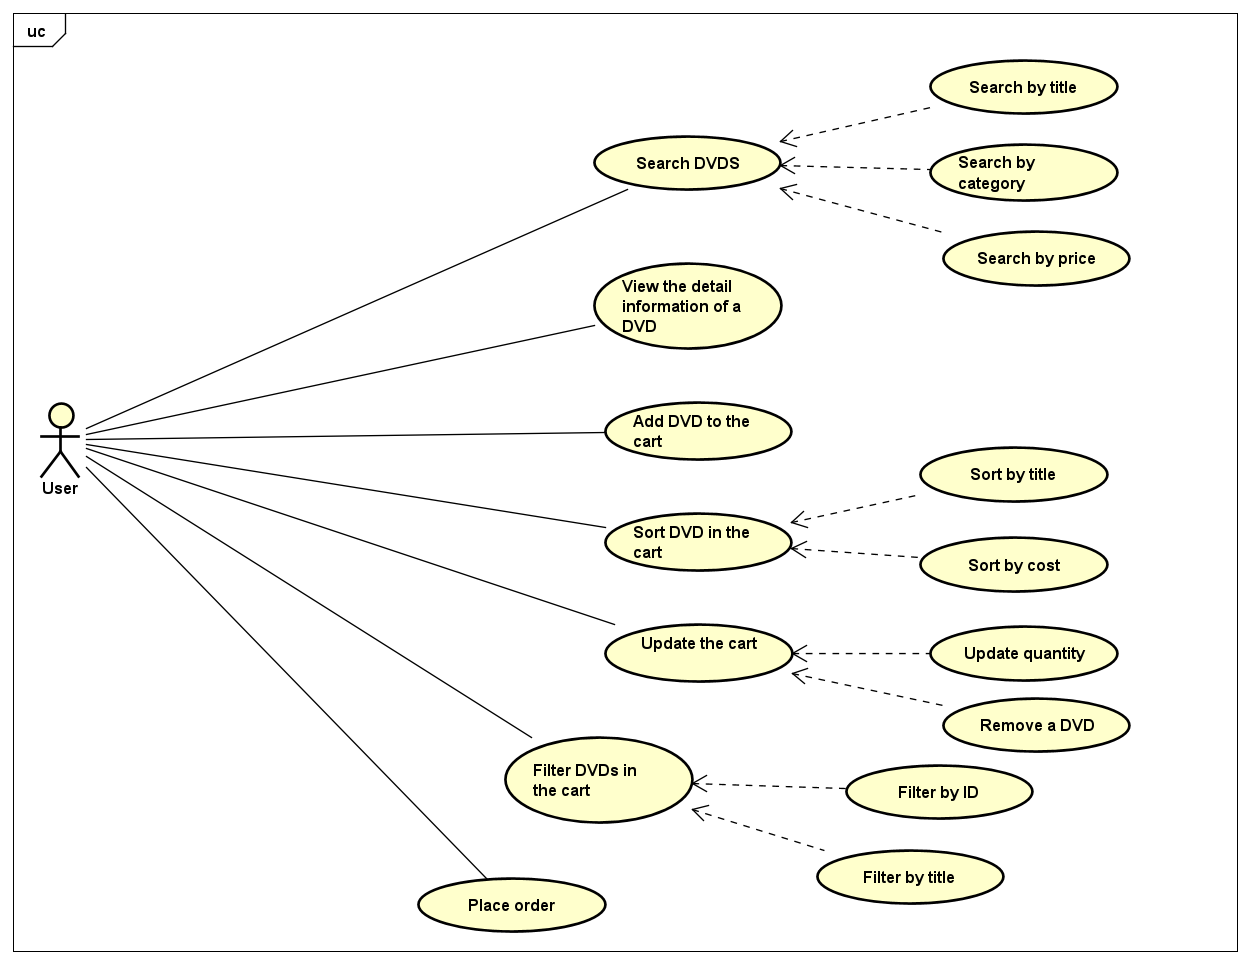 uc
Search by title
Search DVDS
Search by
category
Search by price
View the detail
information of a
DVD
Add DVD to the
cart
User
Sort by title
Sort DVD in the
cart
Sort by cost
Update the cart
Update quantity
Remove a DVD
Filter DVDs in
the cart
Filter by ID
Filter by title
Place order